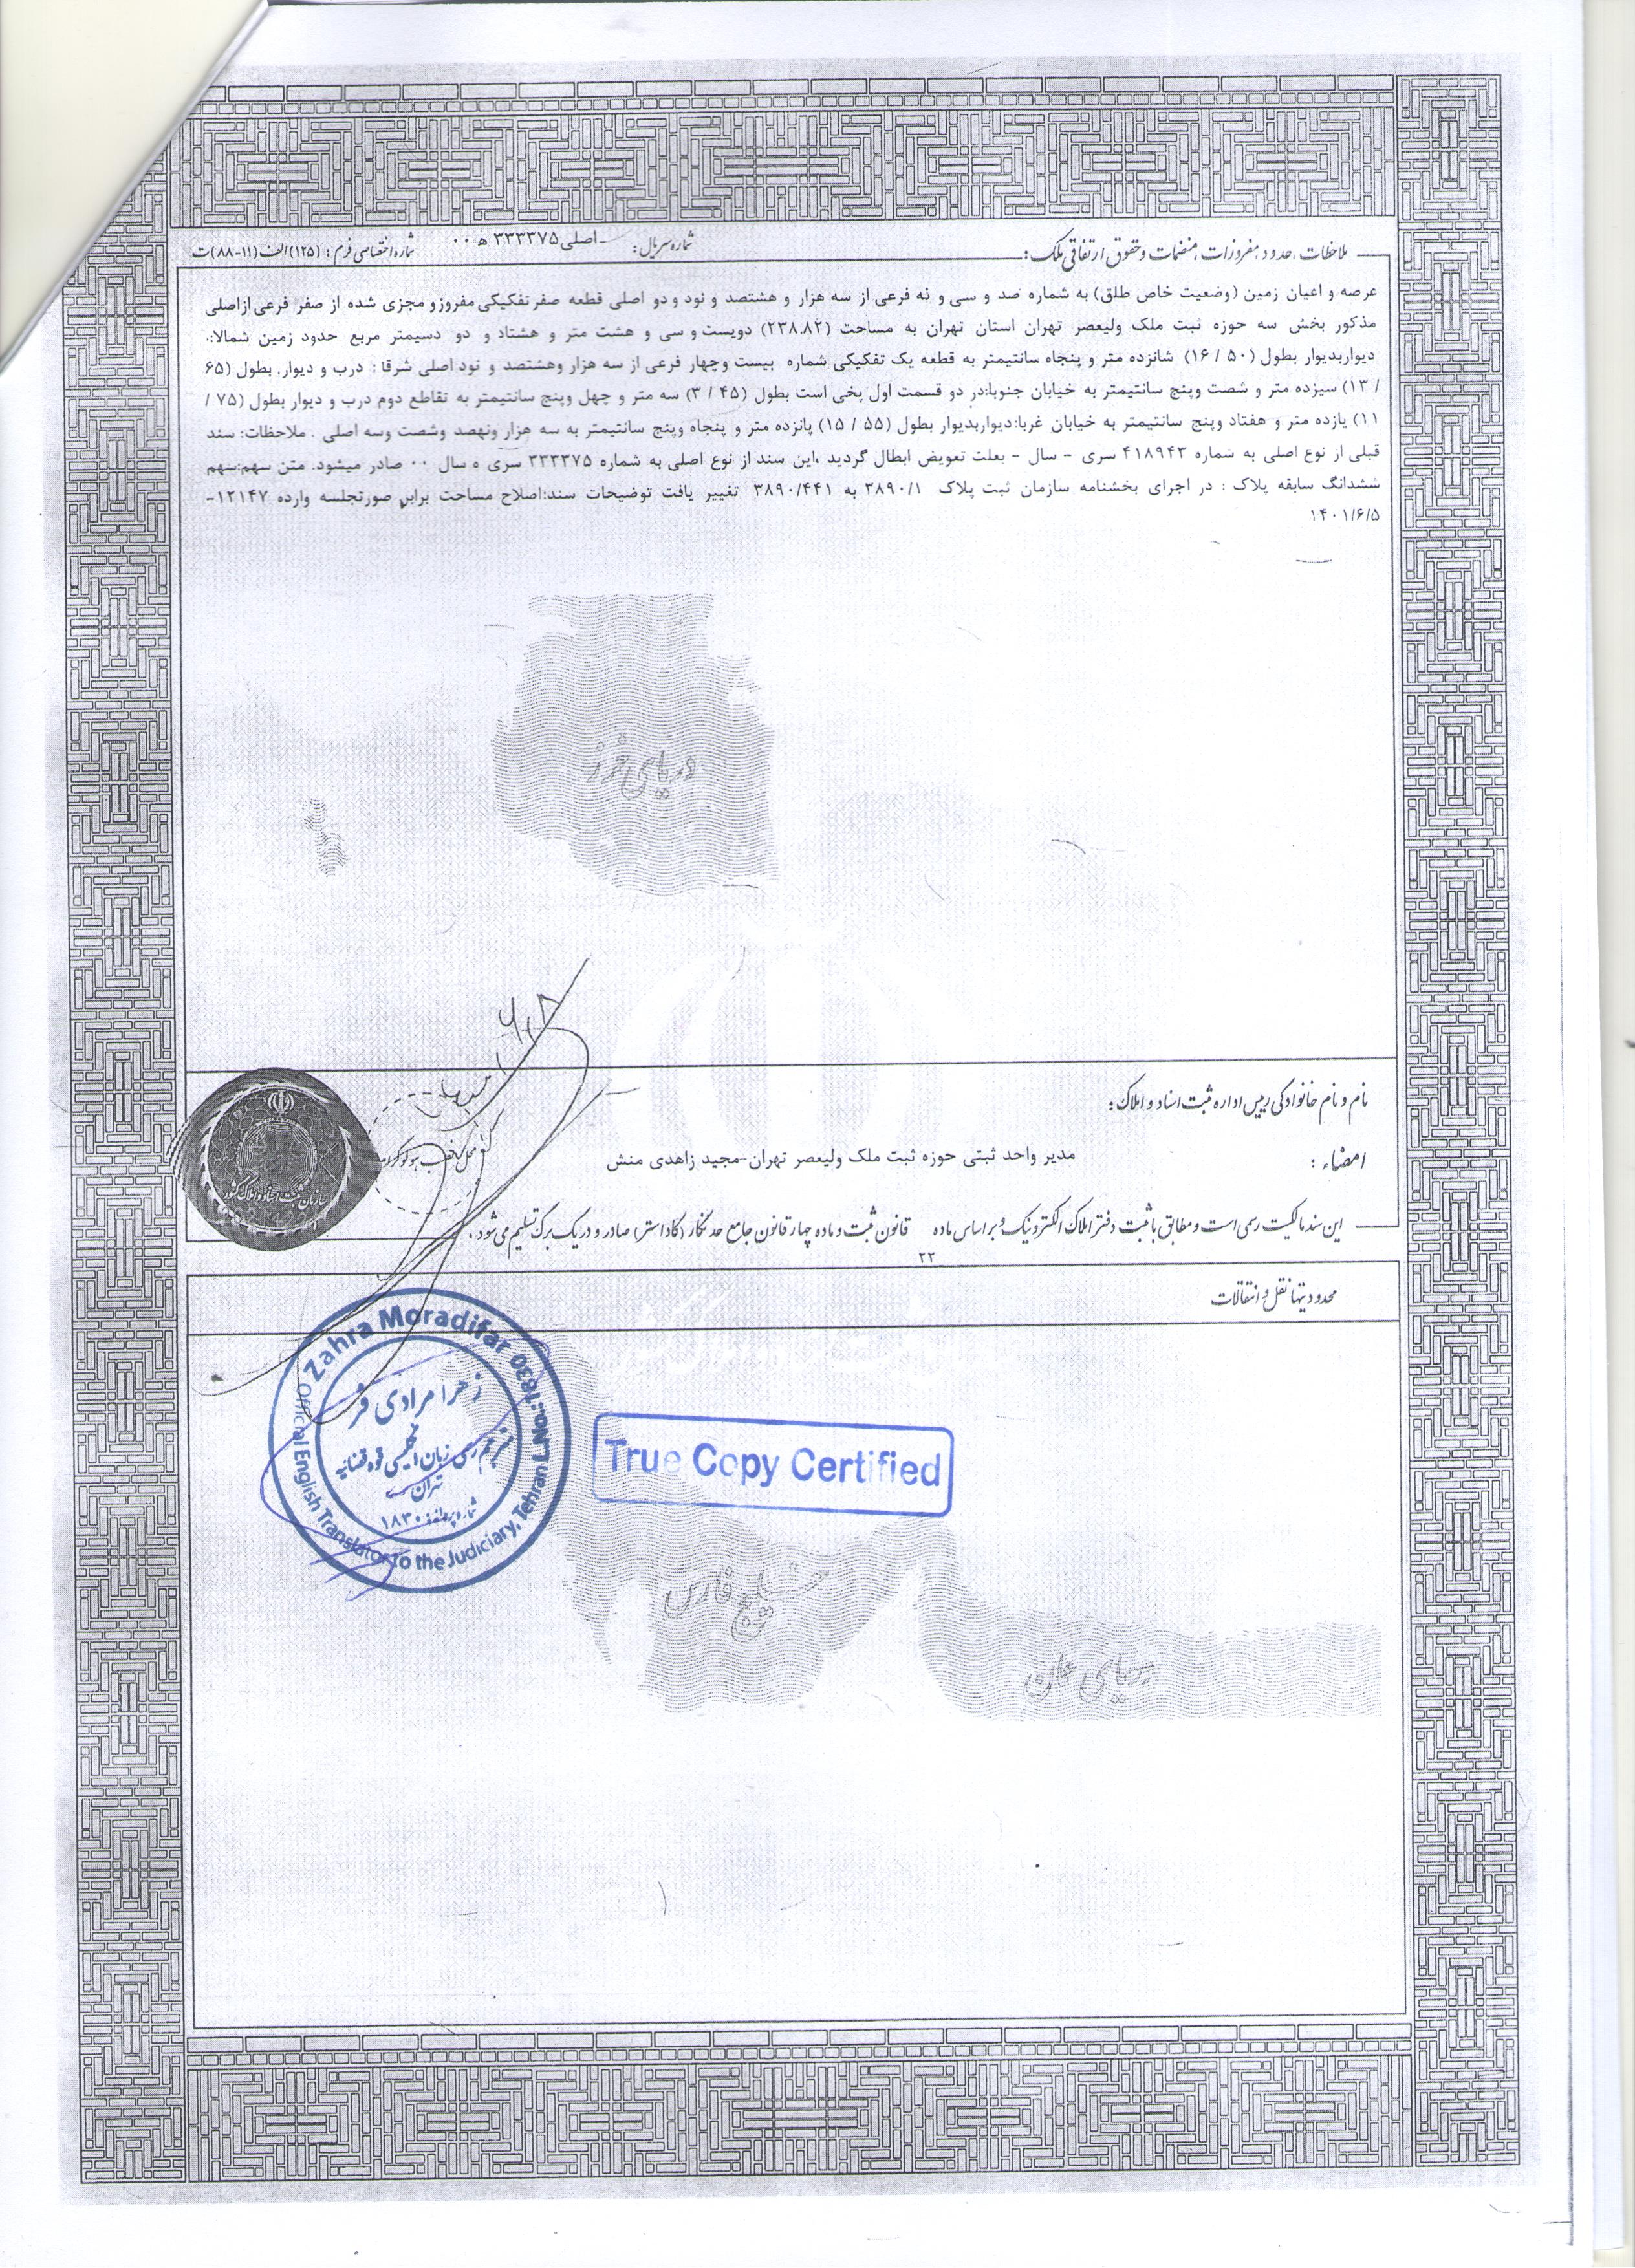 ملاحظات، حدود، مفروزات، منضمات و حقوق ارتفاقی ملک: شماره سریال: اصلی ۳۳۳۳۷۵ ه ۰۰ شماره اختصاصی فرم: (۱۲۵) الف (۱۱-۸۸) ت
عرصه و اعیان زمین (وضعیت خاص طلق) به شماره صد و سی و نه فرعی از سه هزار و هشتصد و نود و دو اصلی قطعه صفر تفکیکی مفروز و مجزی شده از صفر فرعی از اصلی
مذکور بخش سه حوزه ثبت ملک ولیعصر تهران استان تهران به مساحت (۲۳۸.۸۲) دویست و سی و هشت متر و هشتاد و دو دسیمتر مربع حدود زمین شمالا:.
دیواربدیوار بطول (۵۰ / ۱۶) شانزده متر و پنجاه سانتیمتر به قطعه یک تفکیکی شماره بیست وچهار فرعی از سه هزار وهشتصد و نود اصلی شرقا : درب و دیوار. بطول (۶۵
/ ۱۳) سیزده متر و شصت وپنج سانتیمتر به خیابان جنوبا:در دو قسمت اول پخی است بطول (۴۵ / ۳) سه متر و چهل وپنج سانتیمتر به تقاطع دوم درب و دیوار بطول (۷۵ /
۱۱) یازده متر و هفتاد وپنج سانتیمتر به خیابان غربا:دیواربدیوار بطول (۵۵ / ۱۵) پانزده متر و پنجاه وپنج سانتیمتر به سه هزار ونهصد وشصت وسه اصلی . ملاحظات: سند
قبلی از نوع اصلی به شماره ۴۱۸۹۴۳ سری - سال - بعلت تعویض ابطال گردید ،این سند از نوع اصلی به شماره ۳۳۳۳۷۵ سری ه سال ۰۰ صادر میشود. متن سهم:سهم
ششدانگ سابقه پلاک : در اجرای بخشنامه سازمان ثبت پلاک ۳۸۹۰/۱ به ۳۸۹۰/۴۴۱ تغییر یافت توضیحات سند:اصلاح مساحت برابر صورتجلسه وارده ۱۲۱۴۷-
۱۴۰۱/۶/۵
دریای خزر
نام و نام خانوادگی رییس اداره ثبت اسناد و املاک:
امضاء : مدیر واحد ثبتی حوزه ثبت ملک ولیعصر تهران-مجید زاهدی منش
سازمان ثبت اسناد و املاک کشور
این سند مالکیت رسمی است و مطابق با ثبت دفتر املاک الکترونیک و بر اساس ماده ۲۲ قانون ثبت و ماده چهار قانون جامع حدنگار (کاداستر) صادر و در یک برگ تسلیم می‌شود.
محدودیتها نقل و انتقالات
Zahra Moradifar
Official English Translator to the Judiciary, Tehran L.No.: 1830
زهرا مرادی فر
مترجم رسمی زبان انگلیسی قوه قضائیه
تهران
شماره پروانه: ۱۸۳۰
True Copy Certified
خلیج فارس
دریای عمان